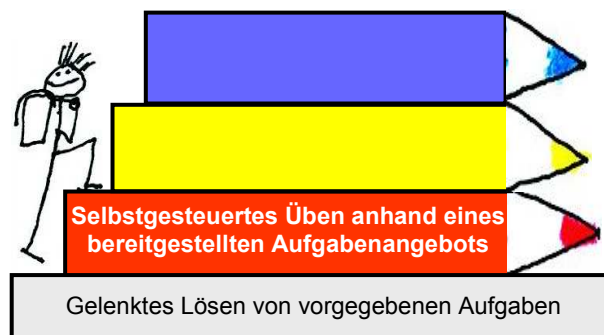 Selbstgesteuertes Üben anhand eines
bereitgestellten Aufgabenangebots
Gelenktes Lösen von vorgegebenen Aufgaben